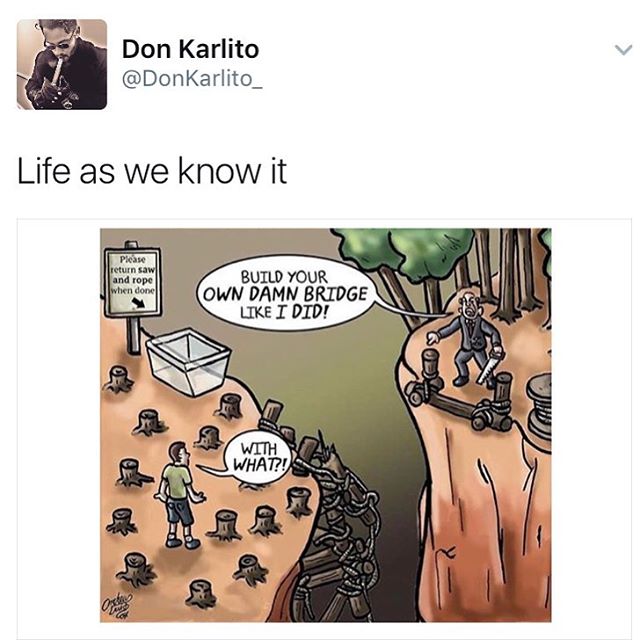 Don Karlito
@DonKarlito_
Life as we know it
Please
return saw
and rope
when done
BUILD YOUR
OWN DAMN BRIDGE
LIKE I DID!
WITH
WHAT?!